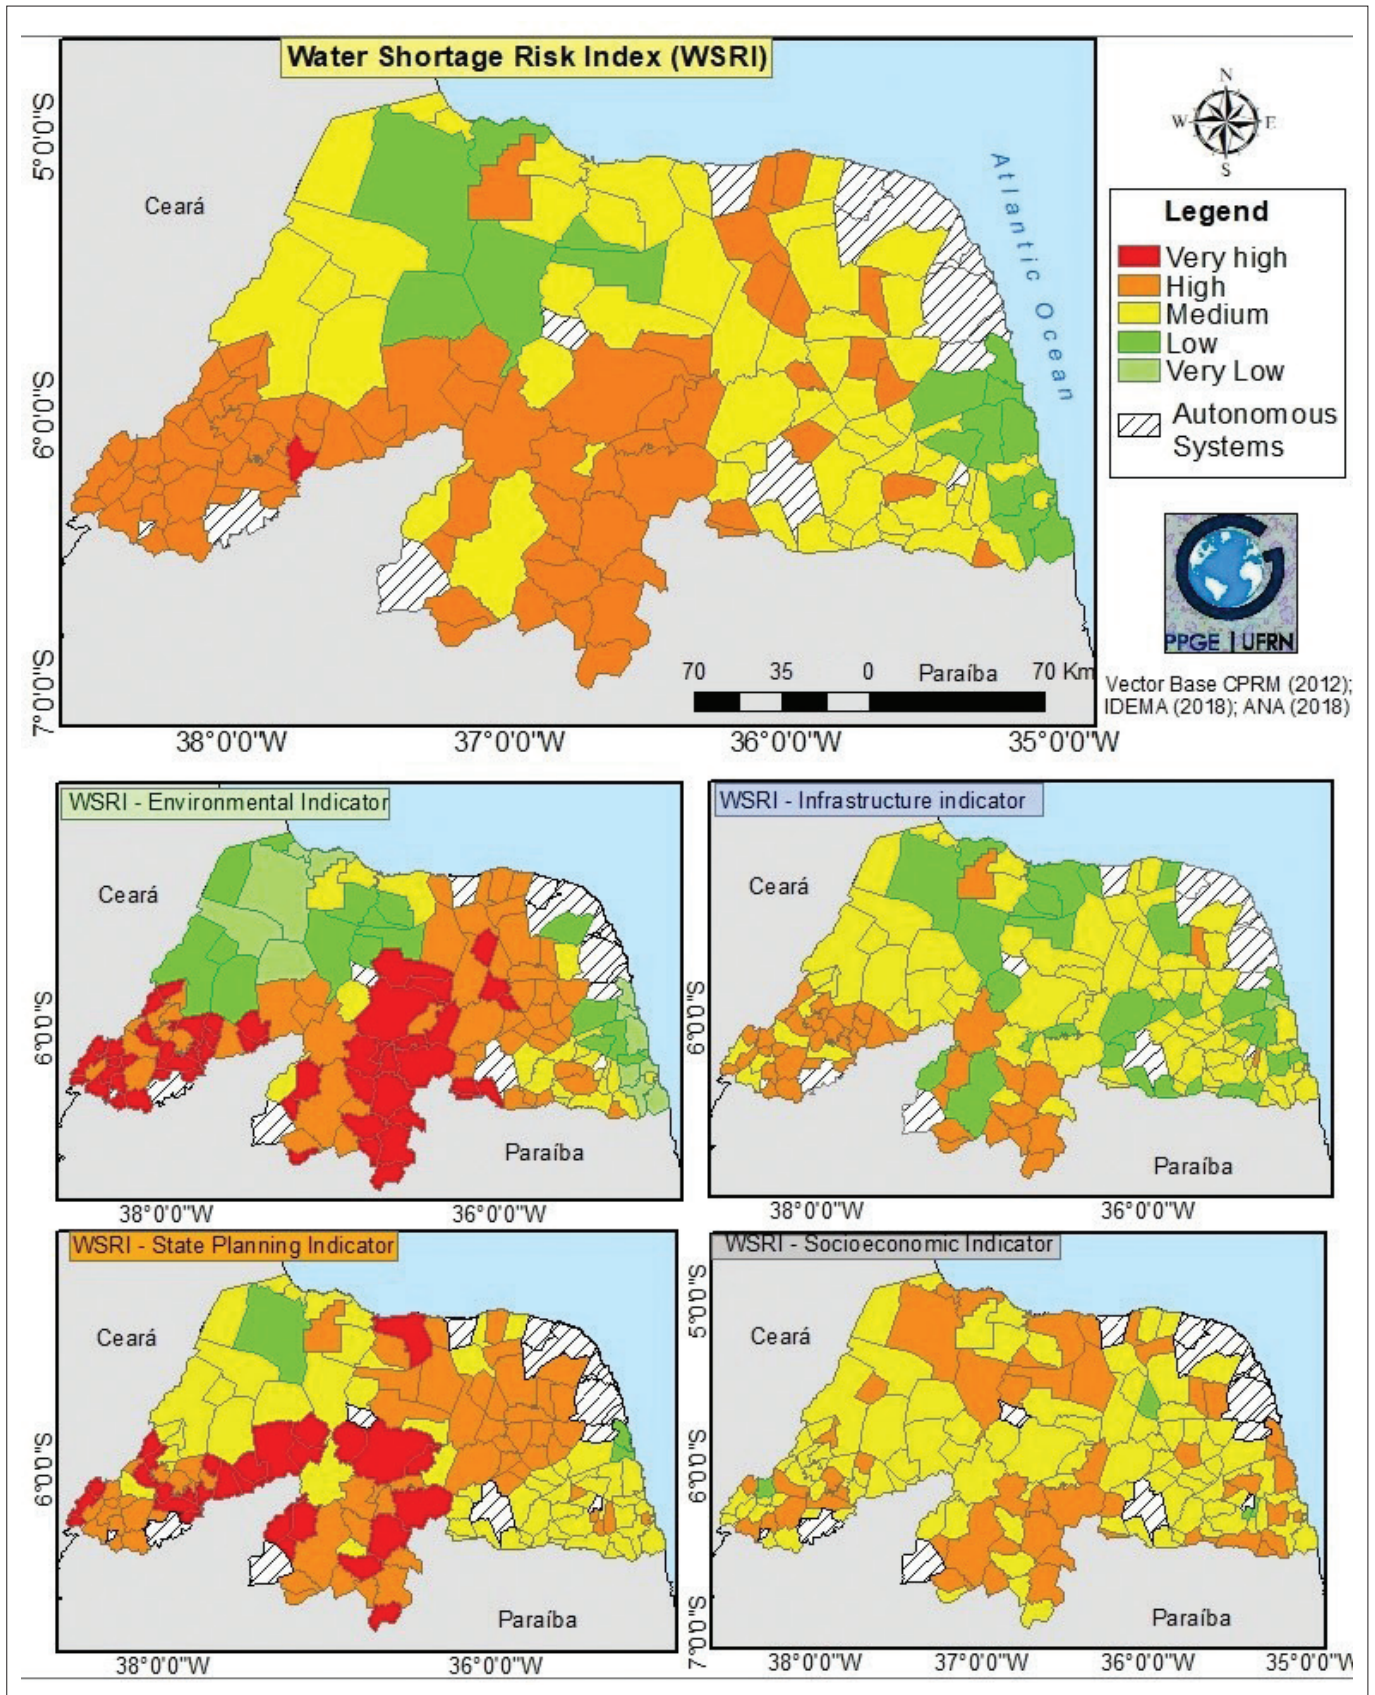 Water Shortage Risk Index (WSRI)
5°0'0"S
6°0'0"S
7°0'0"S
Ceará
Atlantic Ocean
N
W
E
S
Legend
Very high
High
Medium
Low
Very Low
Autonomous
Systems
PPGE | UFRN
Vector Base CPRM (2012);
IDEMA (2018); ANA (2018)
70 35 0 Paraíba 70 Km
38°0'0"W 37°0'0"W 36°0'0"W 35°0'0"W
WSRI - Environmental Indicator
Ceará
6°0'0"S
Paraíba
38°0'0"W 36°0'0"W
WSRI - Infrastructure indicator
Ceará
6°0'0"S
Paraíba
38°0'0"W 36°0'0"W
WSRI - State Planning Indicator
Ceará
6°0'0"S
Paraíba
38°0'0"W 36°0'0"W
WSRI - Socioeconomic Indicator
5°0'0"S
Ceará
6°0'0"S
7°0'0"S
Paraíba
38°0'0"W 37°0'0"W 36°0'0"W 35°0'0"W